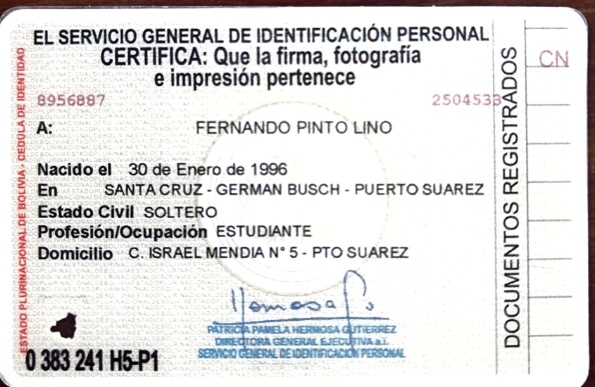 EL SERVICIO GENERAL DE IDENTIFICACIÓN PERSONAL
CERTIFICA: Que la firma, fotografía
e impresión pertenece
8956887 2504533
A: FERNANDO PINTO LINO
Nacido el 30 de Enero de 1996
En SANTA CRUZ - GERMAN BUSCH - PUERTO SUAREZ
Estado Civil SOLTERO
Profesión/Ocupación ESTUDIANTE
Domicilio C. ISRAEL MENDIA N° 5 - PTO SUAREZ
PATRICIA PAMELA HERMOSA GUTIERREZ
DIRECTORA GENERAL EJECUTIVA a.i.
SERVICIO GENERAL DE IDENTIFICACIÓN PERSONAL
0 383 241 H5-P1
ESTADO PLURINACIONAL DE BOLIVIA - CEDULA DE IDENTIDAD
DOCUMENTOS REGISTRADOS
CN